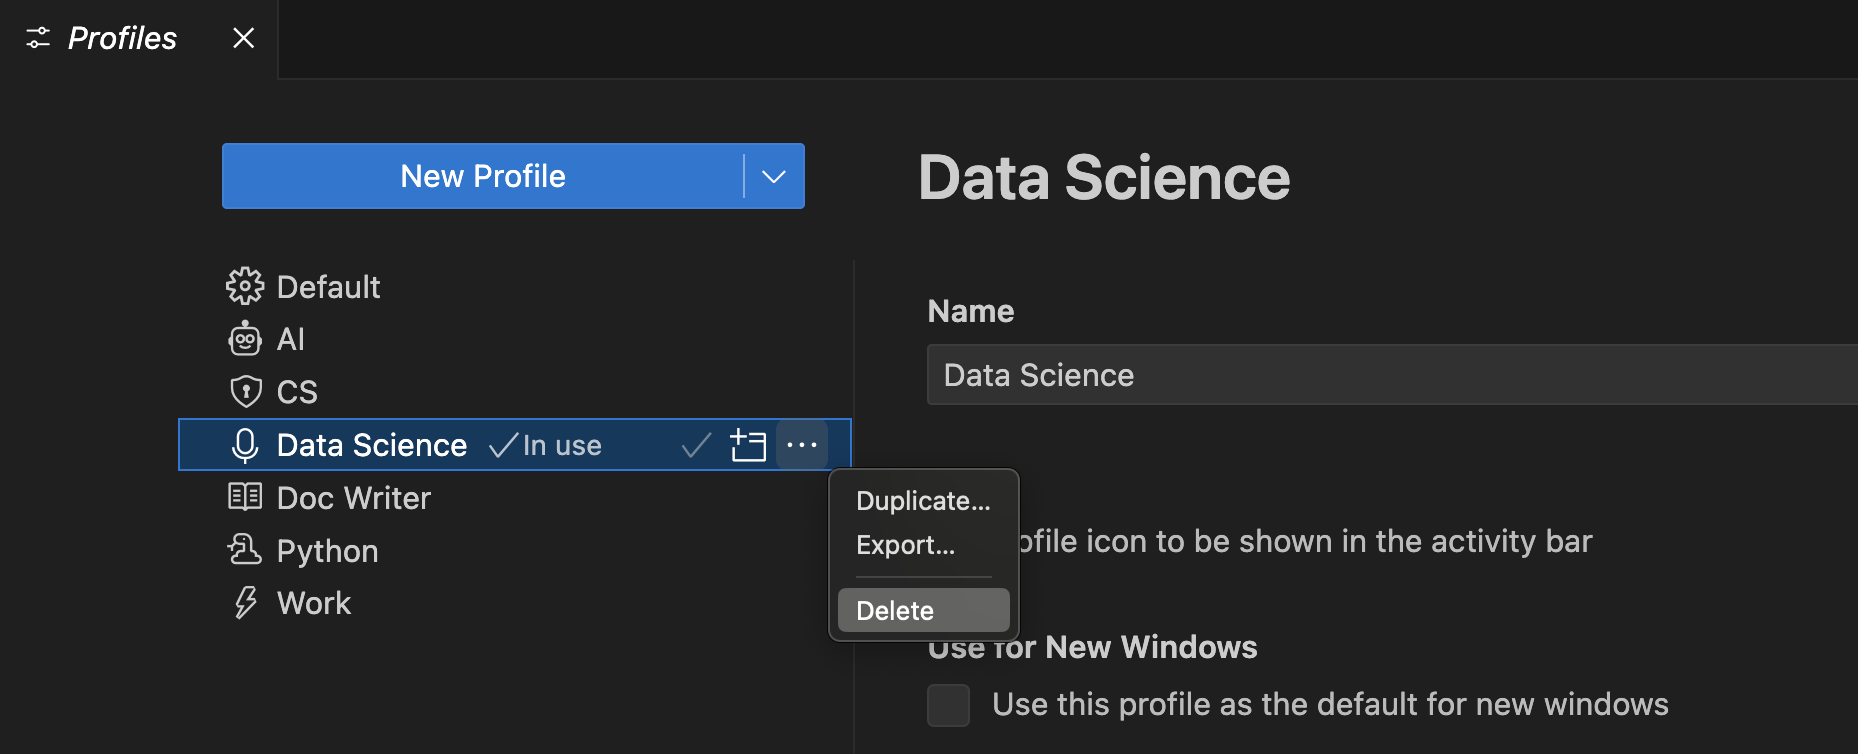 Profiles
New Profile
Default
AI
CS
Data Science In use
Doc Writer
Python
Work
Duplicate...
Export...
Delete
Data Science
Name
Data Science
icon to be shown in the activity bar
Use for New Windows
Use this profile as the default for new windows